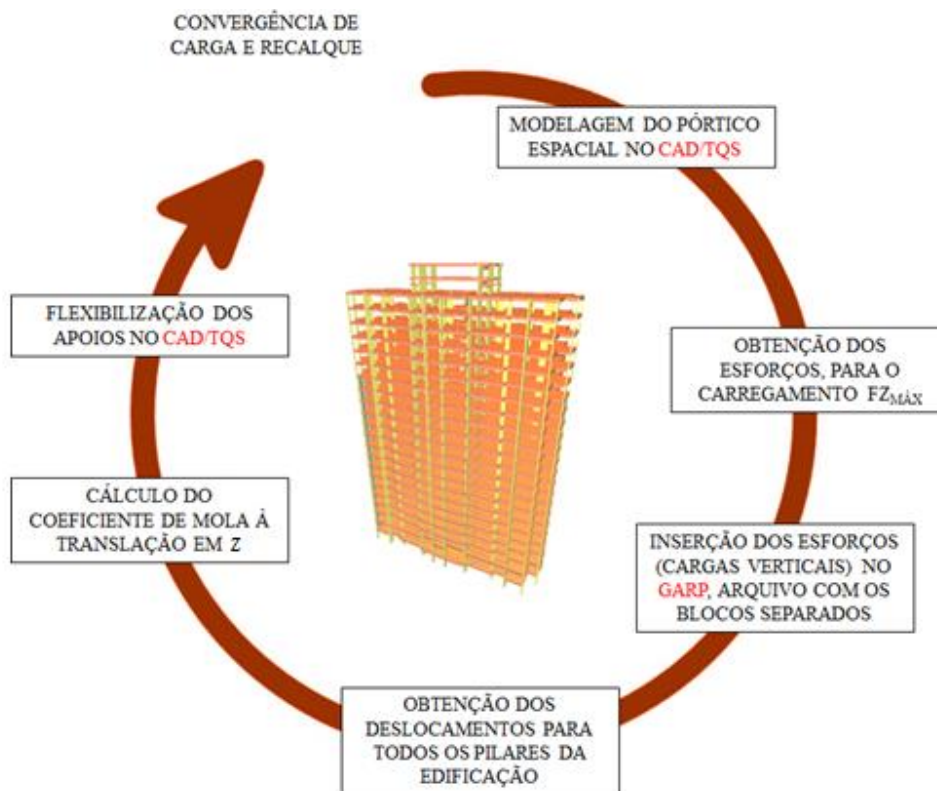 CONVERGÊNCIA DE
CARGA E RECALQUE
MODELAGEM DO PÓRTICO
ESPACIAL NO CAD/TQS
OBTENÇÃO DOS
ESFORÇOS, PARA O
CARREGAMENTO FZMÁX
INSERÇÃO DOS ESFORÇOS
(CARGAS VERTICAIS) NO
GARP, ARQUIVO COM OS
BLOCOS SEPARADOS
OBTENÇÃO DOS
DESLOCAMENTOS PARA
TODOS OS PILARES DA
EDIFICAÇÃO
CÁLCULO DO
COEFICIENTE DE MOLA À
TRANSLAÇÃO EM Z
FLEXIBILIZAÇÃO DOS
APOIOS NO CAD/TQS